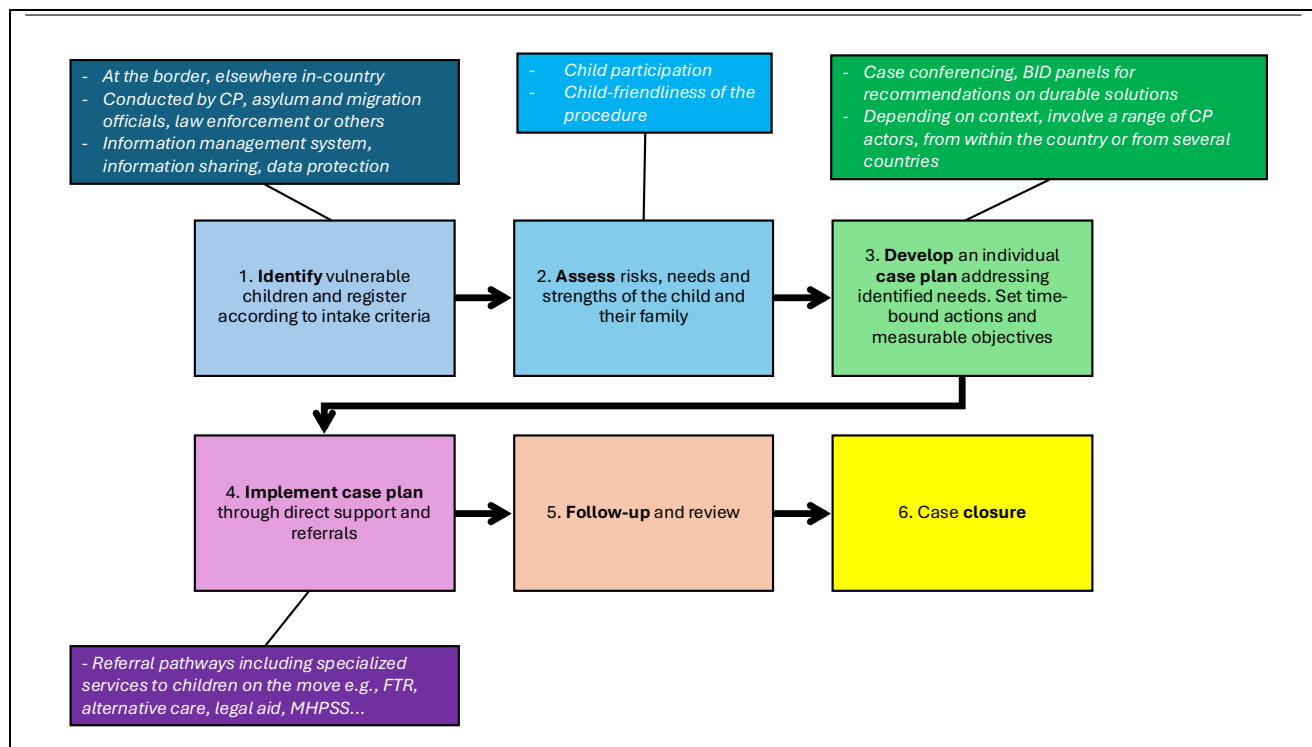 - At the border, elsewhere in-country
- Conducted by CP, asylum and migration
officials, law enforcement or others
- Information management system,
information sharing, data protection
- Child participation
- Child-friendliness of the
procedure
- Case conferencing, BID panels for
recommendations on durable solutions
- Depending on context, involve a range of CP
actors, from within the country or from several
countries
1. Identify vulnerable
children and register
according to intake criteria
2. Assess risks, needs and
strengths of the child and
their family
3. Develop an individual
case plan addressing
identified needs. Set time-
bound actions and
measurable objectives
4. Implement case plan
through direct support and
referrals
5. Follow-up and review
6. Case closure
- Referral pathways including specialized
services to children on the move e.g., FTR,
alternative care, legal aid, MHPSS...